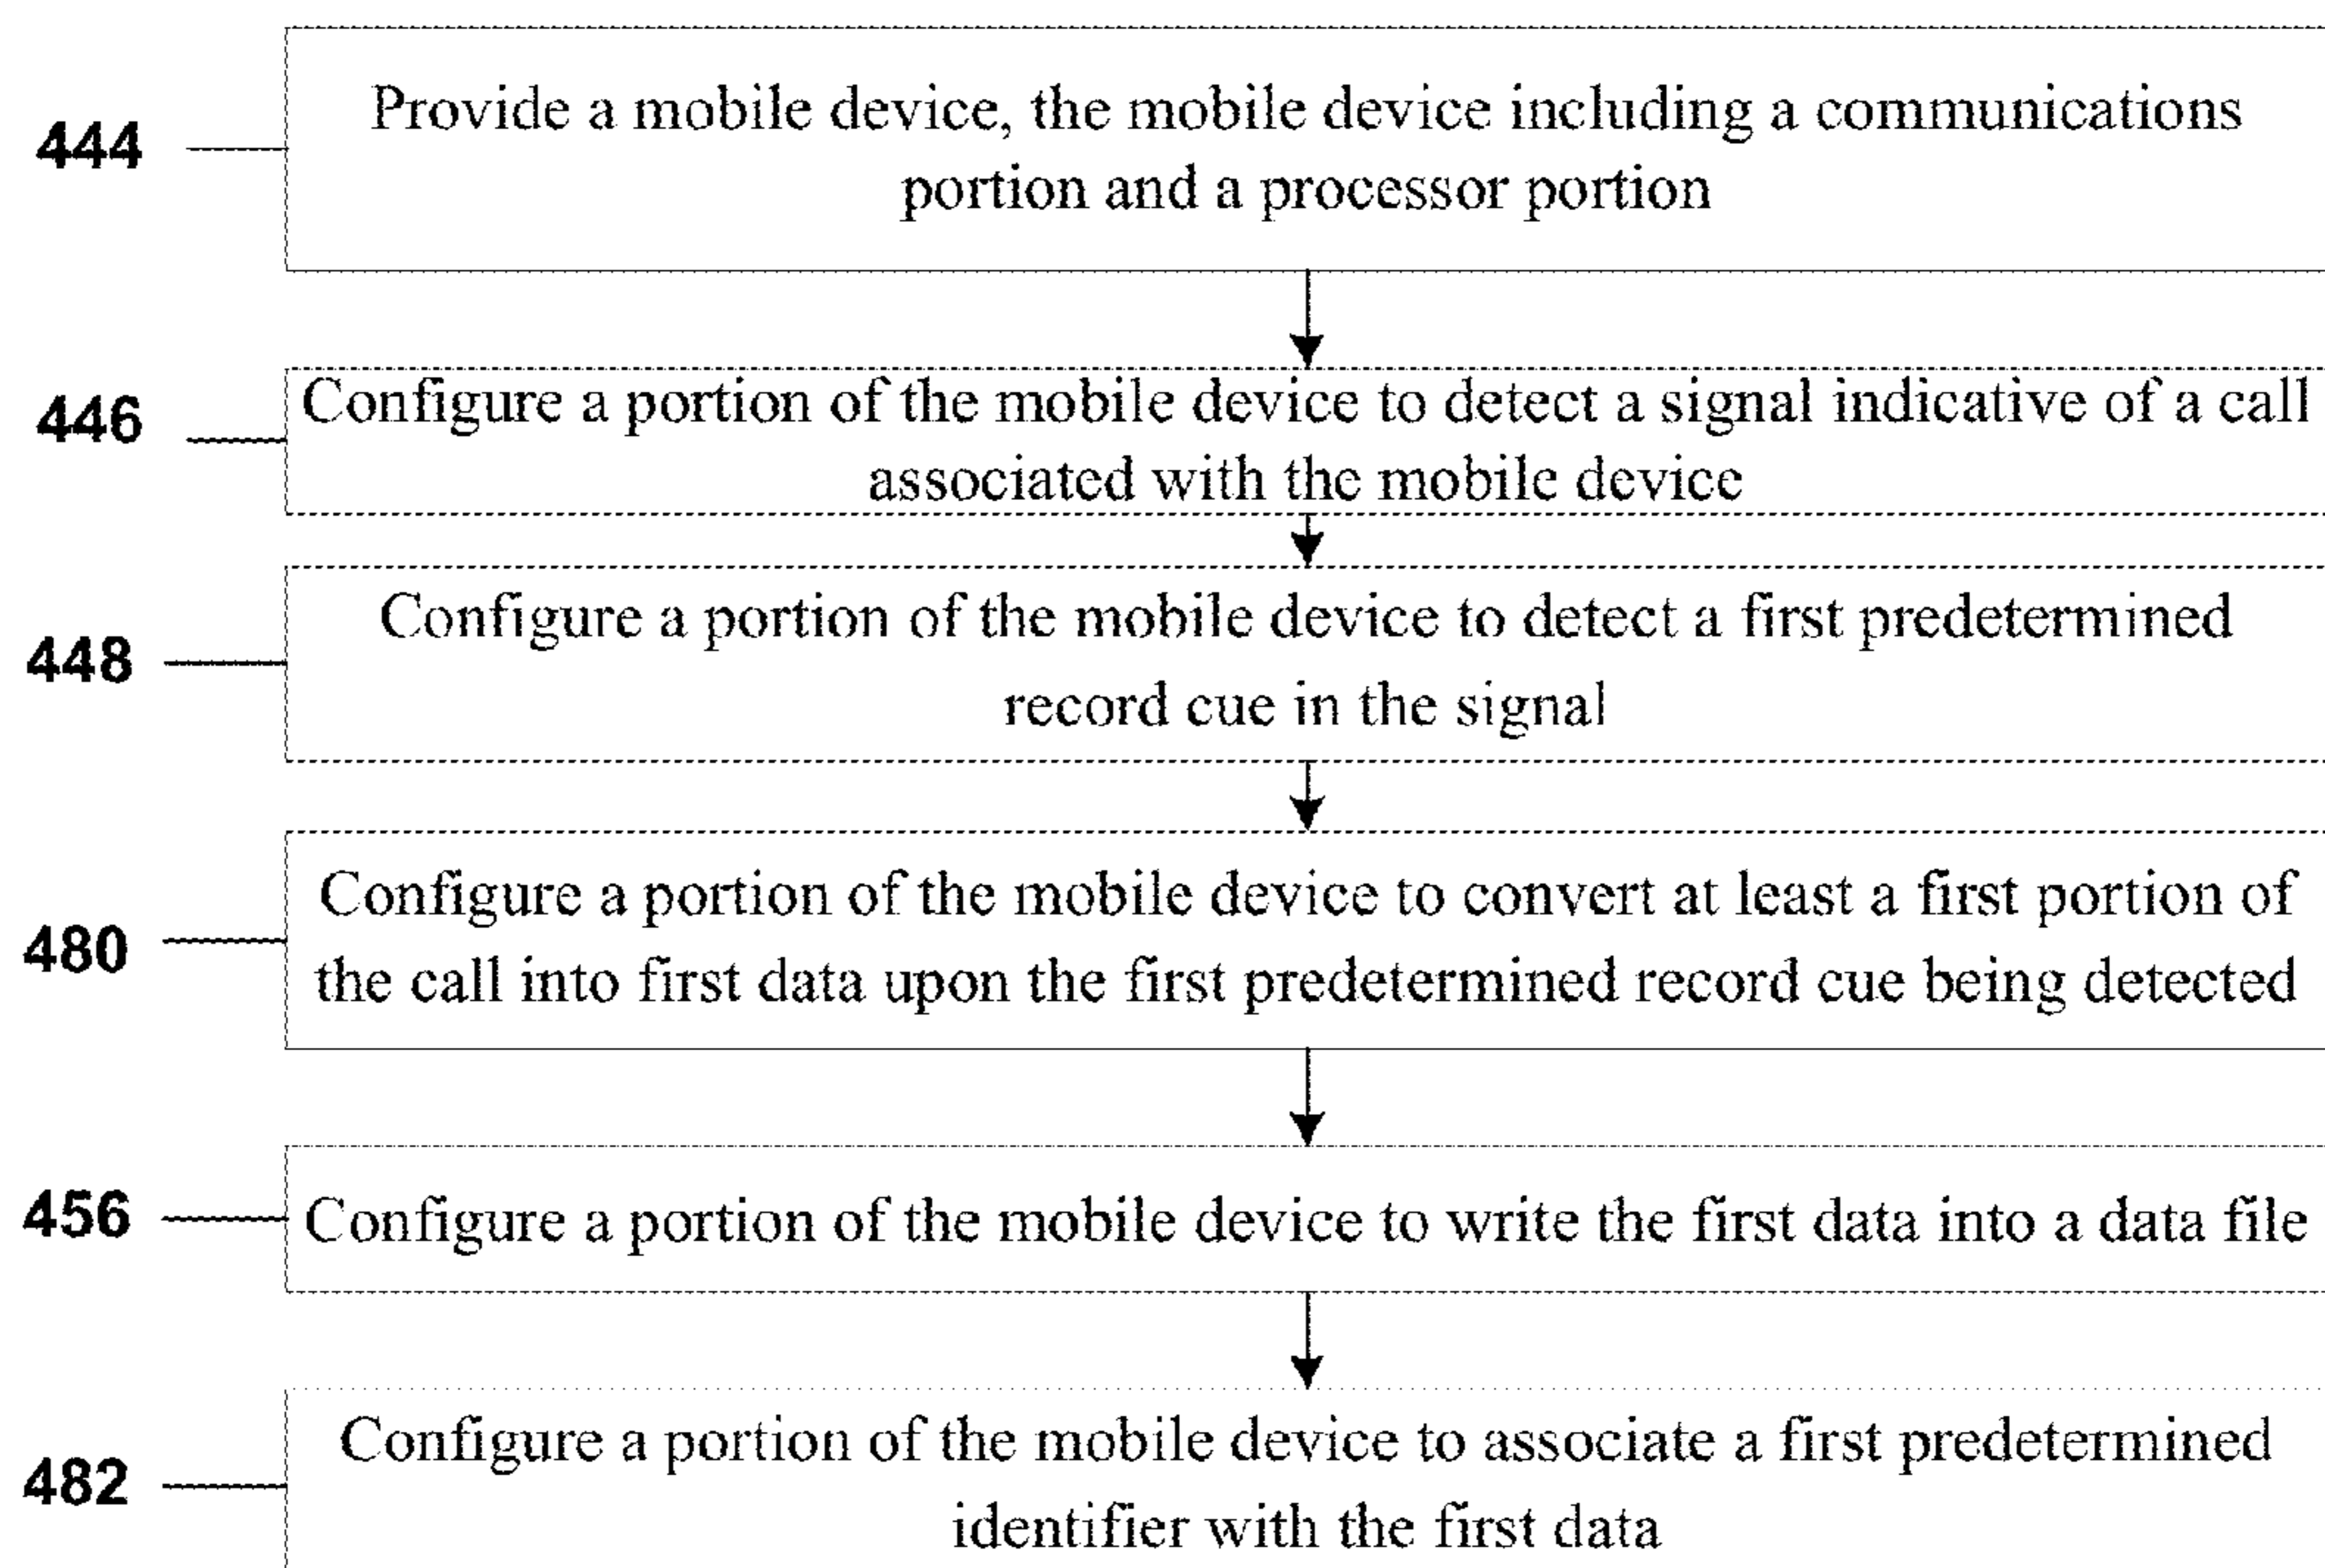 444
Provide a mobile device, the mobile device including a communications
portion and a processor portion
446
Configure a portion of the mobile device to detect a signal indicative of a call
associated with the mobile device
448
Configure a portion of the mobile device to detect a first predetermined
record cue in the signal
480
Configure a portion of the mobile device to convert at least a first portion of
the call into first data upon the first predetermined record cue being detected
456
Configure a portion of the mobile device to write the first data into a data file
482
Configure a portion of the mobile device to associate a first predetermined
identifier with the first data